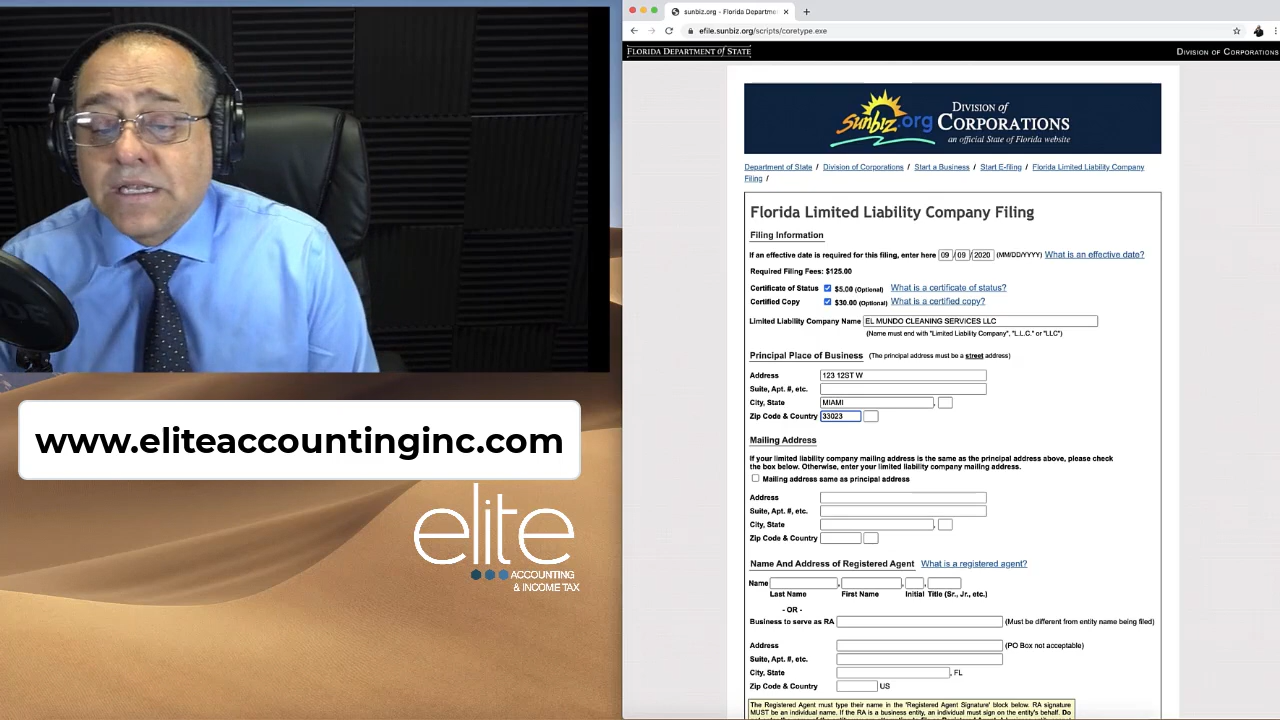 sunbiz.org - Florida Departme
efile.sunbiz.org/scripts/coretype.exe
FLORIDA DEPARTMENT of STATE
DIVISION OF CORPORATIONS
Sunbiz.org
DIVISION of
CORPORATIONS
an official State of Florida website
Department of State / Division of Corporations / Start a Business / Start E-filing / Florida Limited Liability Company
Filing /
Florida Limited Liability Company Filing
Filing Information
If an effective date is required for this filing, enter here 09 / 09 / 2020 (MM/DD/YYYY) What is an effective date?
Required Filing Fees: $125.00
Certificate of Status $5.00 (Optional) What is a certificate of status?
Certified Copy $30.00 (Optional) What is a certified copy?
Limited Liability Company Name EL MUNDO CLEANING SERVICES LLC
(Name must end with "Limited Liability Company", "L.L.C." or "LLC")
Principal Place of Business (The principal address must be a street address)
Address 123 12ST W
Suite, Apt. #, etc.
City, State MIAMI ,
Zip Code & Country 33023
Mailing Address
If your limited liability company mailing address is the same as the principal address above, please check
the box below. Otherwise, enter your limited liability company mailing address.
Mailing address same as principal address
Address
Suite, Apt. #, etc.
City, State ,
Zip Code & Country
Name And Address of Registered Agent What is a registered agent?
Name , , ,
Last Name First Name Initial Title (Sr., Jr., etc.)
- OR -
Business to serve as RA (Must be different from entity name being filed)
Address (PO Box not acceptable)
Suite, Apt. #, etc.
City, State , FL
Zip Code & Country US
The Registered Agent must type their name in the 'Registered Agent Signature' block below. RA signature
MUST be an individual name. If the RA is a business entity, an individual must sign on the entity's behalf. Do
www.eliteaccountinginc.com
elite
ACCOUNTING
& INCOME TAX